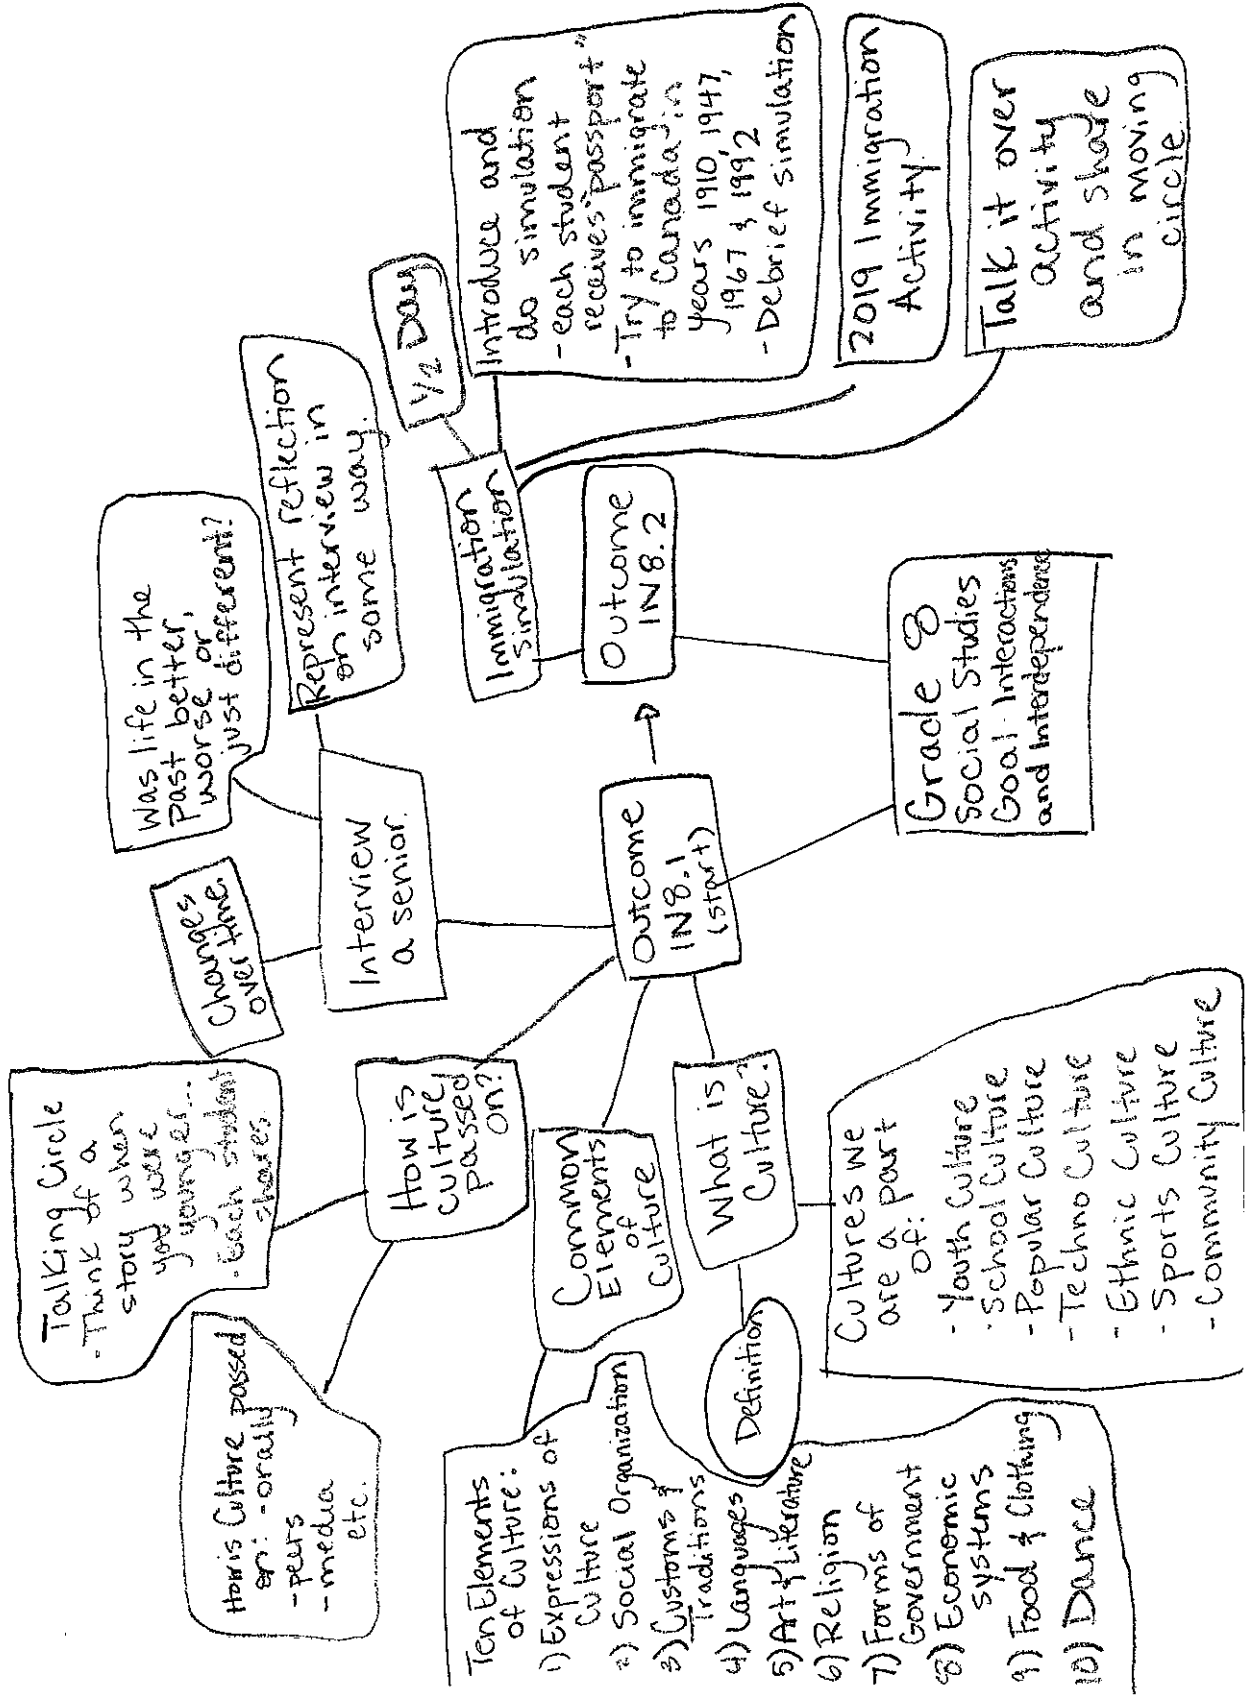 Talking Circle
- Think of a
story when
you were
younger...
- Each student
shares.
How is Culture passed
on: - orally
- peers
- media
etc.
How is
culture
passed
on?
Changes
over time.
Was life in the
past better,
worse or
just different?
Interview
a senior.
Represent reflection
on interview in
some way.
1/2 Day
Immigration
simulation
Introduce and
do simulation
- each student
receives "passport"
- Try to immigrate
to Canada in
years 1910, 1947,
1967 & 1992
- Debrief simulation
2019 Immigration
Activity
Talk it over
activity
and share
in moving
circle
Outcome
IN8.2
Outcome
IN8.1
(start)
Grade 8
Social Studies
Goal - Interactions
and Interdependence
Common
Elements
of
Culture
What is
Culture?
Definition
Ten Elements
of Culture:
1) Expressions of
Culture
2) Social Organization
3) Customs &
Traditions
4) Languages
5) Art & Literature
6) Religion
7) Forms of
Government
8) Economic
systems
9) Food & Clothing
10) Dance
Cultures we
are a part
of:
- Youth Culture
- School Culture
- Popular Culture
- Techno Culture
- Ethnic Culture
- Sports Culture
- Community Culture